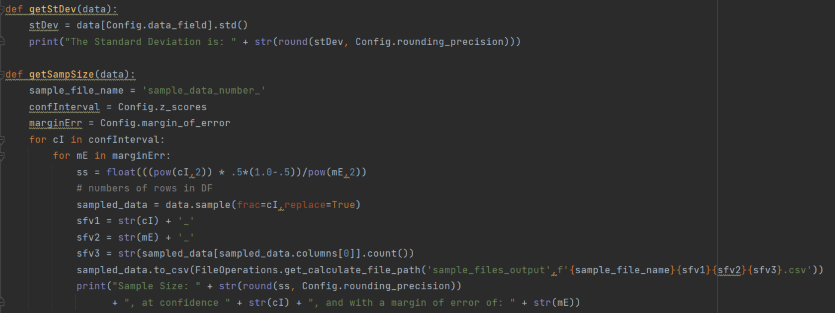 def getStDev(data):
    stDev = data[Config.data_field].std()
    print("The Standard Deviation is: " + str(round(stDev, Config.rounding_precision)))
def getSampSize(data):
    sample_file_name = 'sample_data_number_'
    confInterval = Config.z_scores
    marginErr = Config.margin_of_error
    for cI in confInterval:
        for mE in marginErr:
            ss = float(((pow(cI,2)) * .5*(1.0-.5))/pow(mE,2))
            # numbers of rows in DF
            sampled_data = data.sample(frac=cI,replace=True)
            sfv1 = str(cI) + '_'
            sfv2 = str(mE) + '_'
            sfv3 = str(sampled_data[sampled_data.columns[0]].count())
            sampled_data.to_csv(FileOperations.get_calculate_file_path('sample_files_output',f'{sample_file_name}{sfv1}{sfv2}{sfv3}.csv'))
            print("Sample Size: " + str(round(ss, Config.rounding_precision))
                  + ", at confidence " + str(cI) + ", and with a margin of error of: " + str(mE))